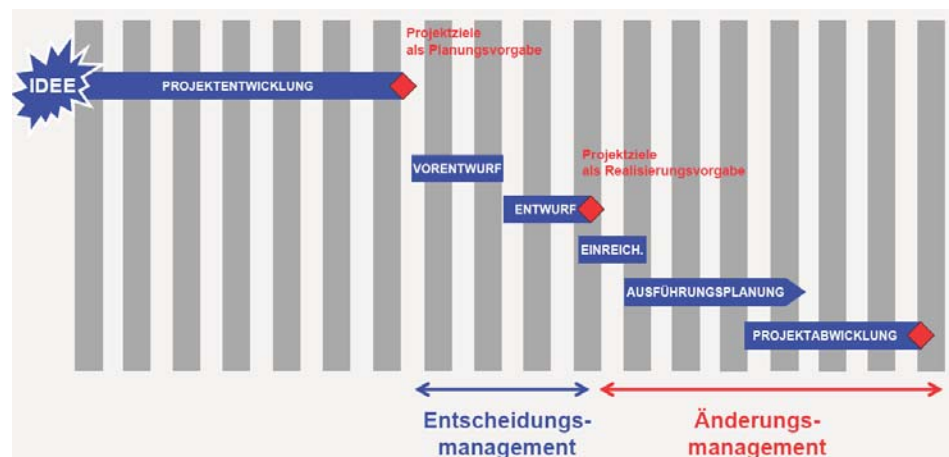 Projektziele
als Planungsvorgabe
IDEE
PROJEKTENTWICKLUNG
VORENTWURF
Projektziele
als Realisierungsvorgabe
ENTWURF
EINREICH.
AUSFÜHRUNGSPLANUNG
PROJEKTABWICKLUNG
Entscheidungs-
management
Änderungs-
management